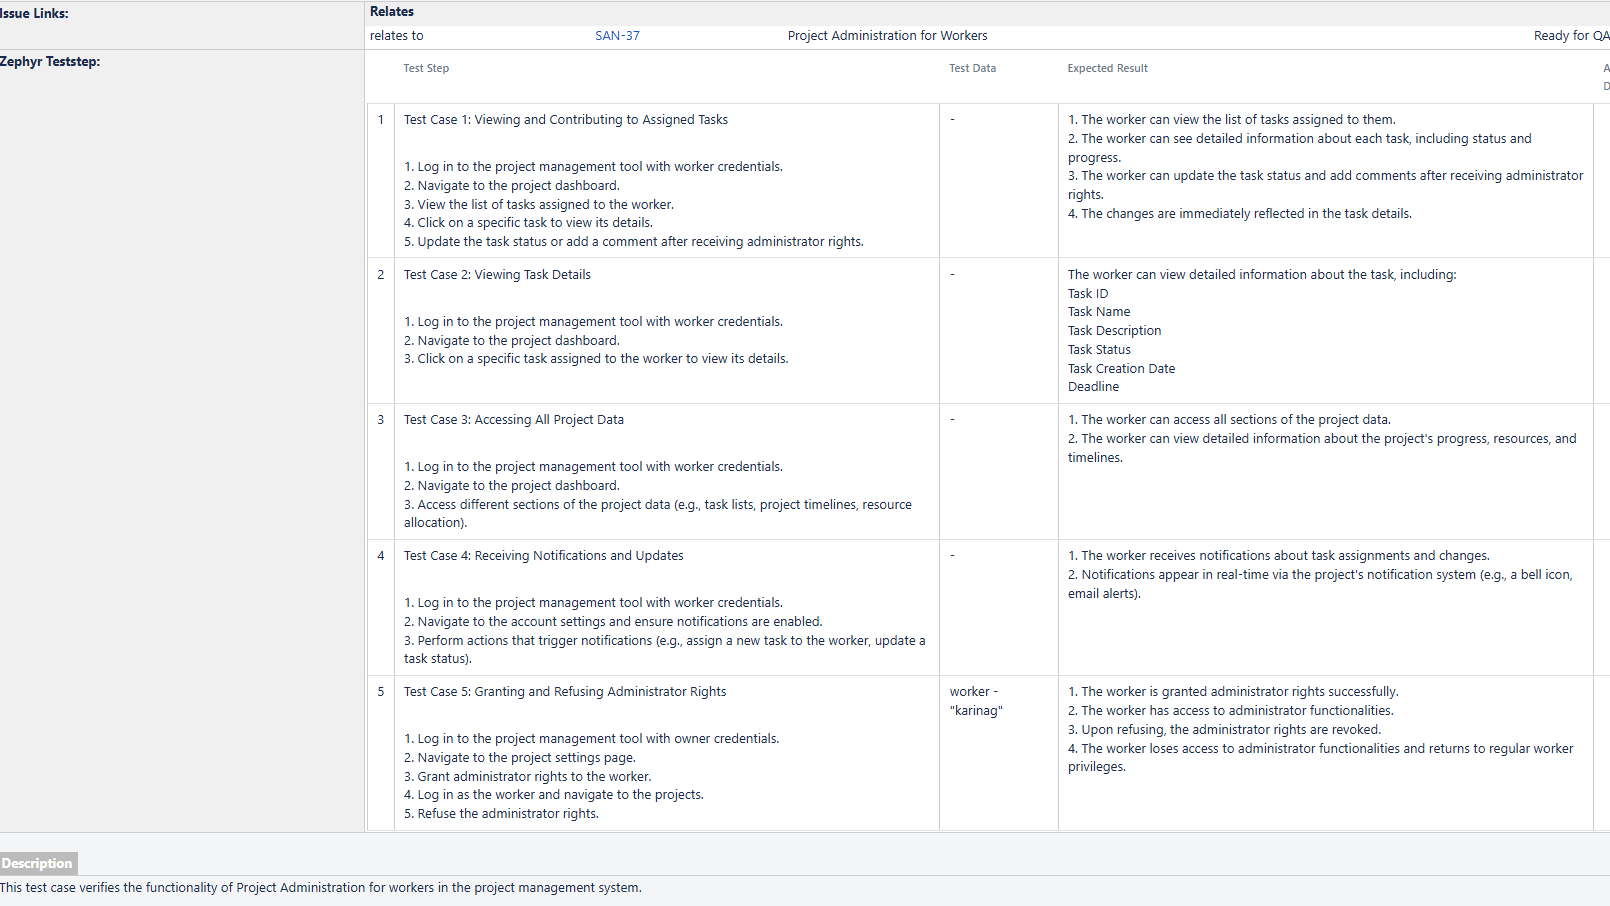 Issue Links:
Relates
relates to SAN-37 Project Administration for Workers Ready for QA
Zephyr Teststep:
Test Step Test Data Expected Result A
D
1 Test Case 1: Viewing and Contributing to Assigned Tasks
1. Log in to the project management tool with worker credentials.
2. Navigate to the project dashboard.
3. View the list of tasks assigned to the worker.
4. Click on a specific task to view its details.
5. Update the task status or add a comment after receiving administrator rights.
-
1. The worker can view the list of tasks assigned to them.
2. The worker can see detailed information about each task, including status and
progress.
3. The worker can update the task status and add comments after receiving administrator
rights.
4. The changes are immediately reflected in the task details.
2 Test Case 2: Viewing Task Details
1. Log in to the project management tool with worker credentials.
2. Navigate to the project dashboard.
3. Click on a specific task assigned to the worker to view its details.
-
The worker can view detailed information about the task, including:
Task ID
Task Name
Task Description
Task Status
Task Creation Date
Deadline
3 Test Case 3: Accessing All Project Data
1. Log in to the project management tool with worker credentials.
2. Navigate to the project dashboard.
3. Access different sections of the project data (e.g., task lists, project timelines, resource
allocation).
-
1. The worker can access all sections of the project data.
2. The worker can view detailed information about the project's progress, resources, and
timelines.
4 Test Case 4: Receiving Notifications and Updates
1. Log in to the project management tool with worker credentials.
2. Navigate to the account settings and ensure notifications are enabled.
3. Perform actions that trigger notifications (e.g., assign a new task to the worker, update a
task status).
-
1. The worker receives notifications about task assignments and changes.
2. Notifications appear in real-time via the project's notification system (e.g., a bell icon,
email alerts).
5 Test Case 5: Granting and Refusing Administrator Rights
1. Log in to the project management tool with owner credentials.
2. Navigate to the project settings page.
3. Grant administrator rights to the worker.
4. Log in as the worker and navigate to the projects.
5. Refuse the administrator rights.
worker -
"karinag"
1. The worker is granted administrator rights successfully.
2. The worker has access to administrator functionalities.
3. Upon refusing, the administrator rights are revoked.
4. The worker loses access to administrator functionalities and returns to regular worker
privileges.
Description
This test case verifies the functionality of Project Administration for workers in the project management system.